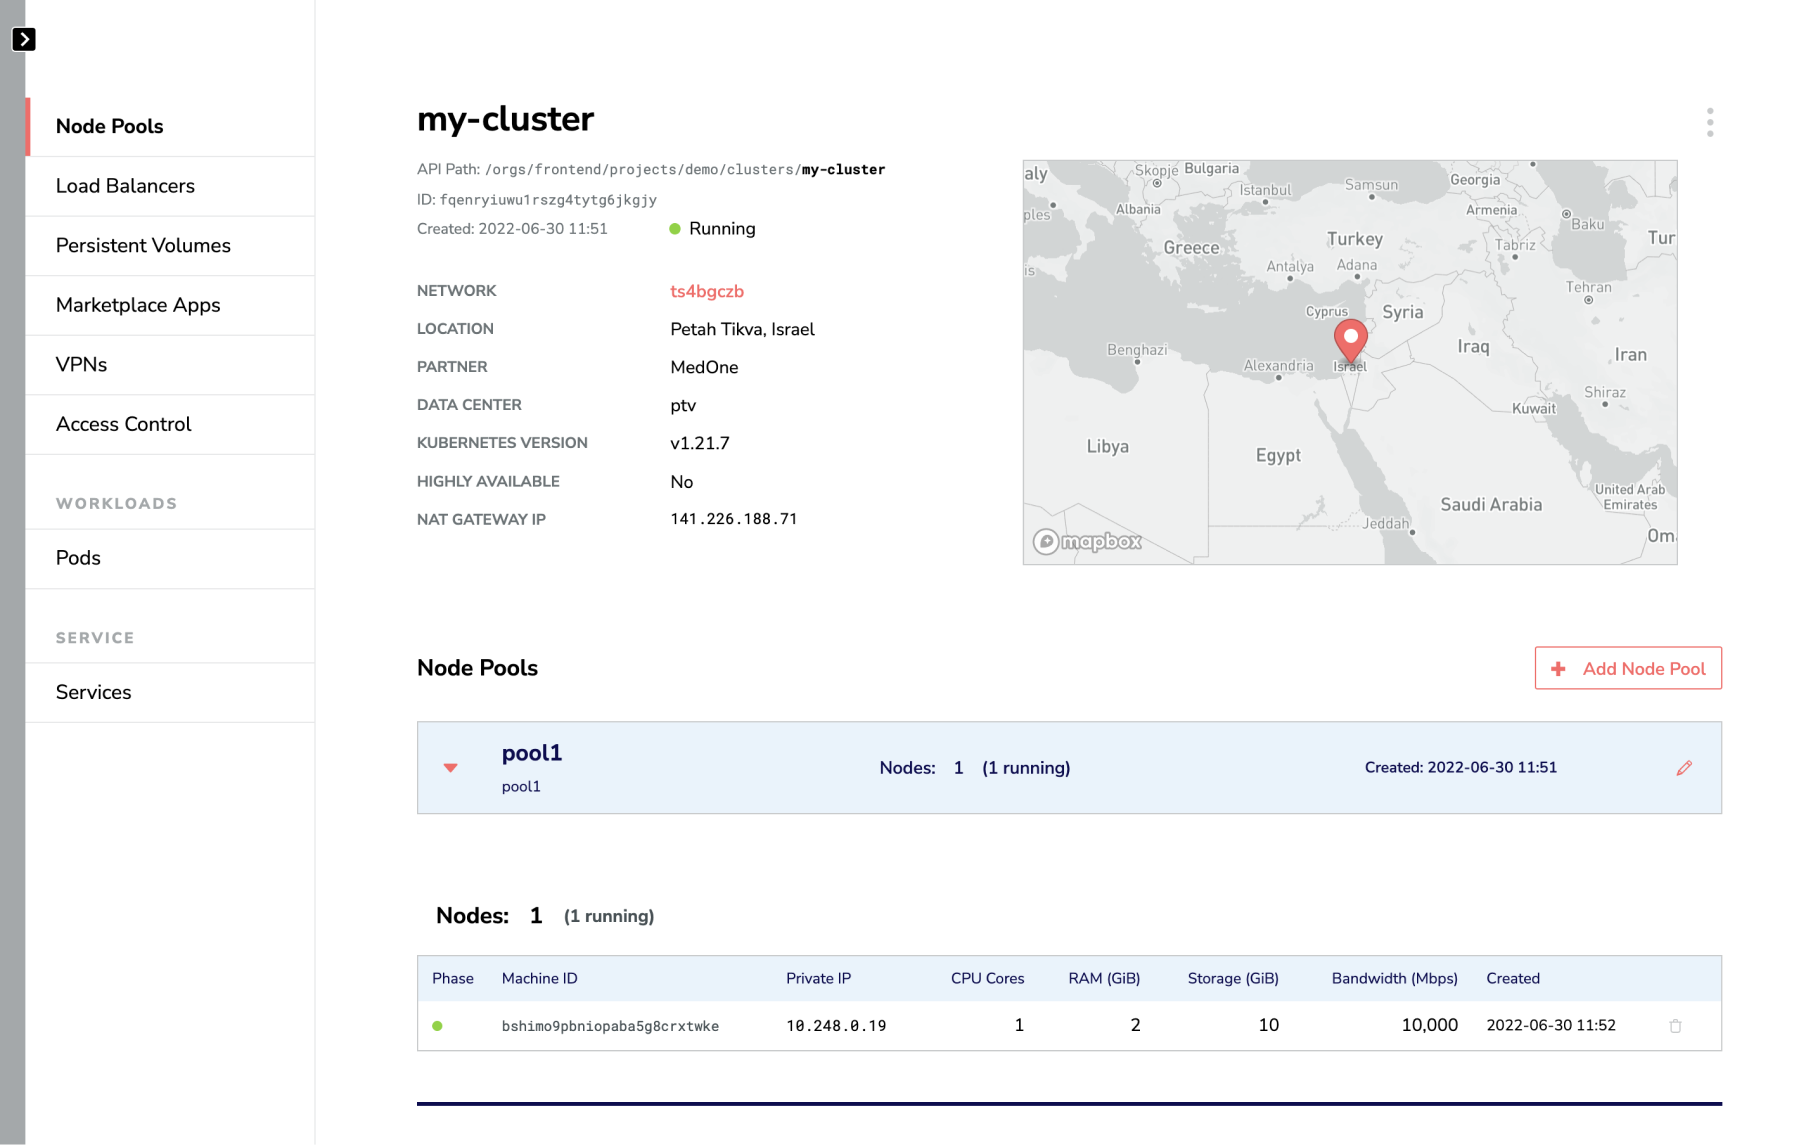 Node Pools
Load Balancers
Persistent Volumes
Marketplace Apps
VPNs
Access Control
WORKLOADS
Pods
SERVICE
Services
my-cluster
API Path: /orgs/frontend/projects/demo/clusters/my-cluster
ID: fqenryiuwu1rszg4tytg6jkgjy
Created: 2022-06-30 11:51 Running
NETWORK ts4bgczb
LOCATION Petah Tikva, Israel
PARTNER MedOne
DATA CENTER ptv
KUBERNETES VERSION v1.21.7
HIGHLY AVAILABLE No
NAT GATEWAY IP 141.226.188.71
aly Skopje Bulgaria
Istanbul Samsun Georgia
ples Albania Armenia
Baku
Greece Turkey Tabriz Tur
is Antalya Adana
Tehran
Cyprus Syria
Benghazi Iraq Iran
Alexandria Israel
Shiraz
Kuwait
Libya Egypt
United Arab
Emirates
Saudi Arabia
Jeddah
Om
mapbox
Node Pools
Add Node Pool
pool1
pool1
Nodes: 1 (1 running)
Created: 2022-06-30 11:51
Nodes: 1 (1 running)
Phase Machine ID Private IP CPU Cores RAM (GiB) Storage (GiB) Bandwidth (Mbps) Created
bshimo9pbniopaba5g8crxtwke 10.248.0.19 1 2 10 10,000 2022-06-30 11:52